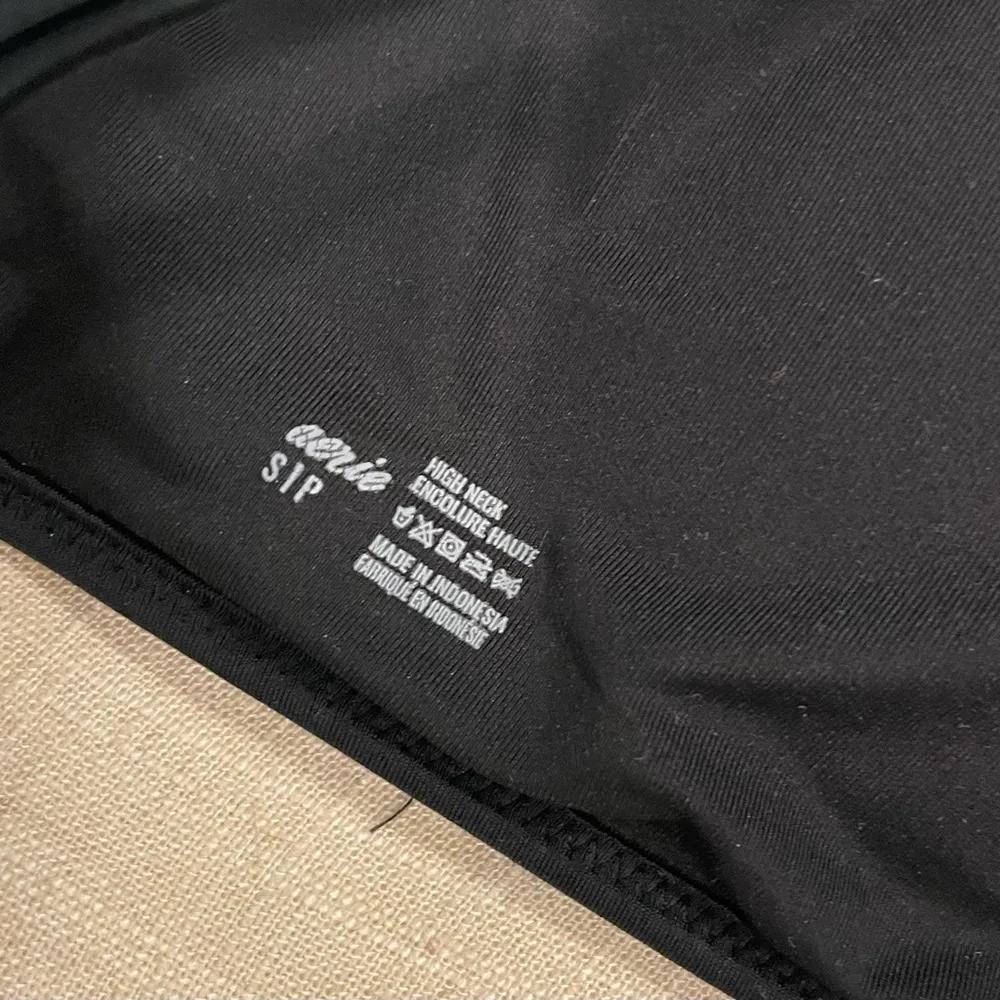 aerie
S/P
HIGH NECK
ENCOLURE HAUTE
MADE IN INDONESIA
FABRIQUÉ EN INDONÉSIE